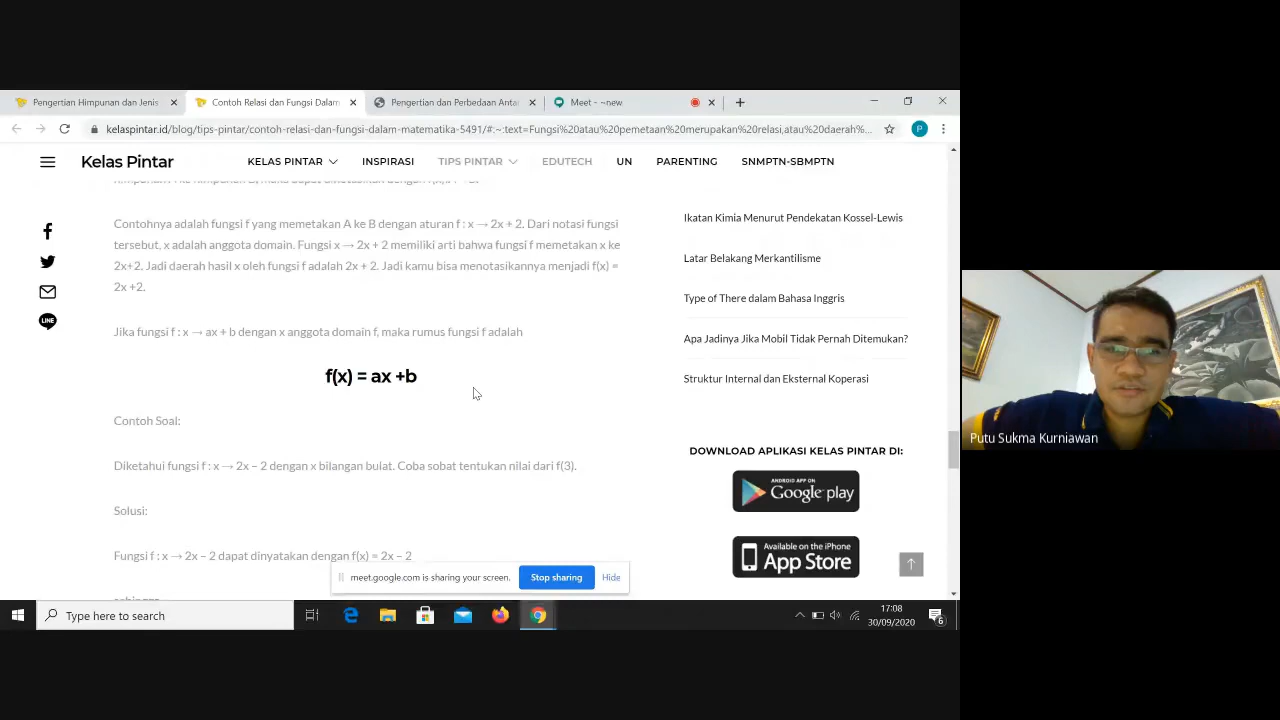 Pengertian Himpunan dan Jenis
Contoh Relasi dan Fungsi Dalam
Pengertian dan Perbedaan Antar
Meet - ~new
kelaspintar.id/blog/tips-pintar/contoh-relasi-dan-fungsi-dalam-matematika-5491/#:~:text=Fungsi%20atau%20pemetaan%20merupakan%20relasi,atau%20daerah%...
P
Kelas Pintar
KELAS PINTAR
INSPIRASI
TIPS PINTAR
EDUTECH
UN
PARENTING
SNMPTN-SBMPTN
Contohnya adalah fungsi f yang memetakan A ke B dengan aturan f : x → 2x + 2. Dari notasi fungsi
tersebut, x adalah anggota domain. Fungsi x → 2x + 2 memiliki arti bahwa fungsi f memetakan x ke
2x+2. Jadi daerah hasil x oleh fungsi f adalah 2x + 2. Jadi kamu bisa menotasikannya menjadi f(x) =
2x +2.
Jika fungsi f : x → ax + b dengan x anggota domain f, maka rumus fungsi f adalah
f(x) = ax +b
Contoh Soal:
Diketahui fungsi f : x → 2x – 2 dengan x bilangan bulat. Coba sobat tentukan nilai dari f(3).
Solusi:
Fungsi f : x → 2x – 2 dapat dinyatakan dengan f(x) = 2x – 2
LINE
Ikatan Kimia Menurut Pendekatan Kossel-Lewis
Latar Belakang Merkantilisme
Type of There dalam Bahasa Inggris
Apa Jadinya Jika Mobil Tidak Pernah Ditemukan?
Struktur Internal dan Eksternal Koperasi
DOWNLOAD APLIKASI KELAS PINTAR DI:
ANDROID APP ON
Google play
Available on the iPhone
App Store
meet.google.com is sharing your screen.
Stop sharing
Hide
Type here to search
17:08
30/09/2020
6
Putu Sukma Kurniawan